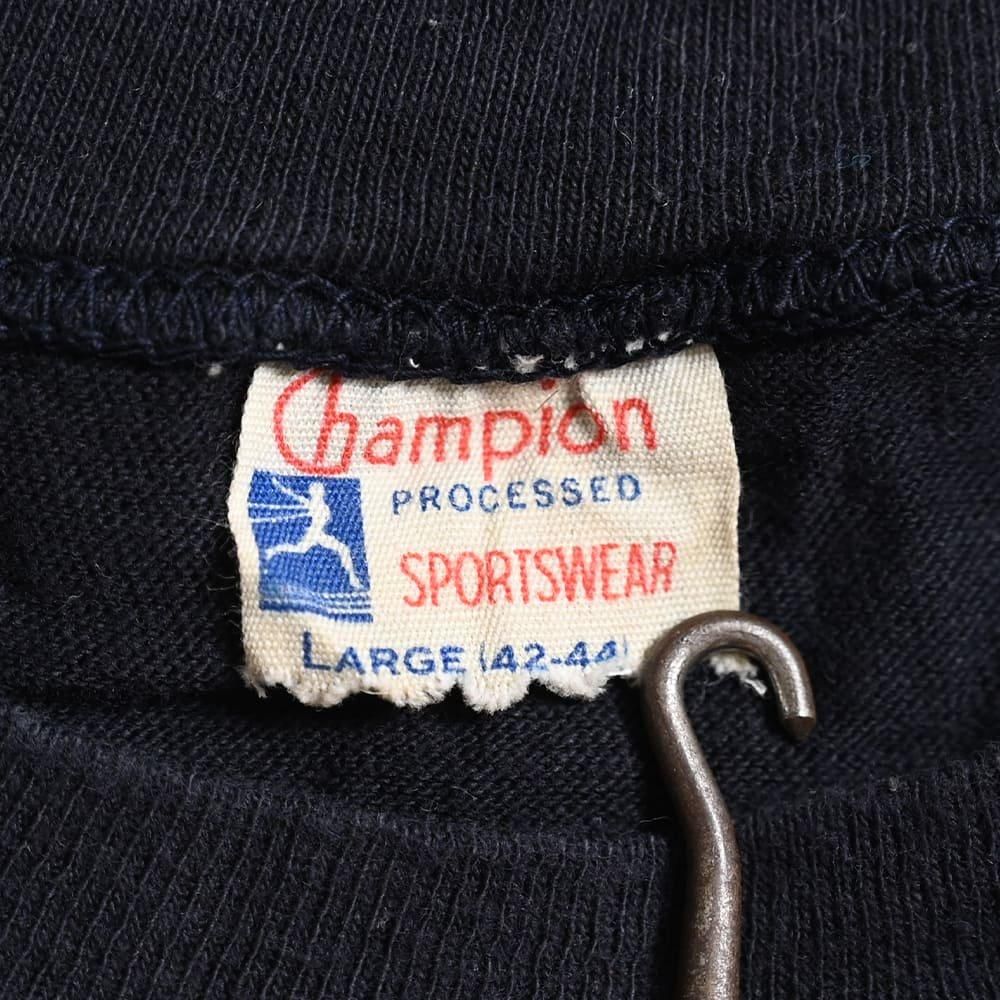 Champion
PROCESSED
SPORTSWEAR
LARGE (42-44)